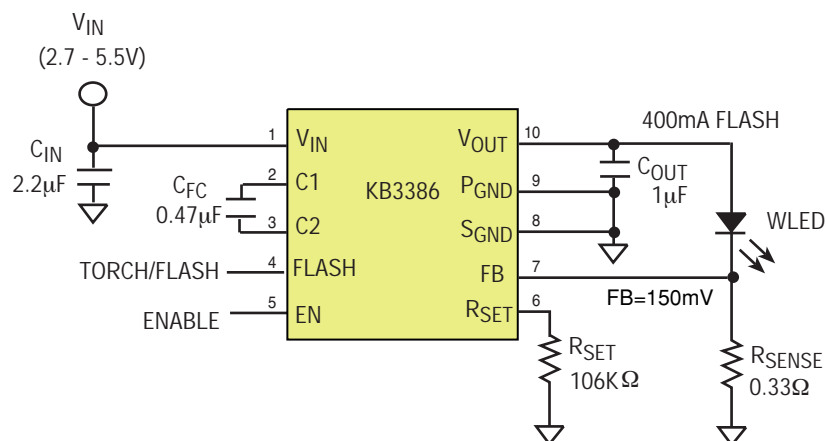 VIN
(2.7 - 5.5V)
CIN
2.2µF
CFC
0.47µF
TORCH/FLASH
ENABLE
1
2
3
4
5
VIN
C1
C2
FLASH
EN
KB3386
VOUT
PGND
SGND
FB
RSET
10
9
8
7
6
400mA FLASH
COUT
1µF
WLED
FB=150mV
RSET
106KΩ
RSENSE
0.33Ω